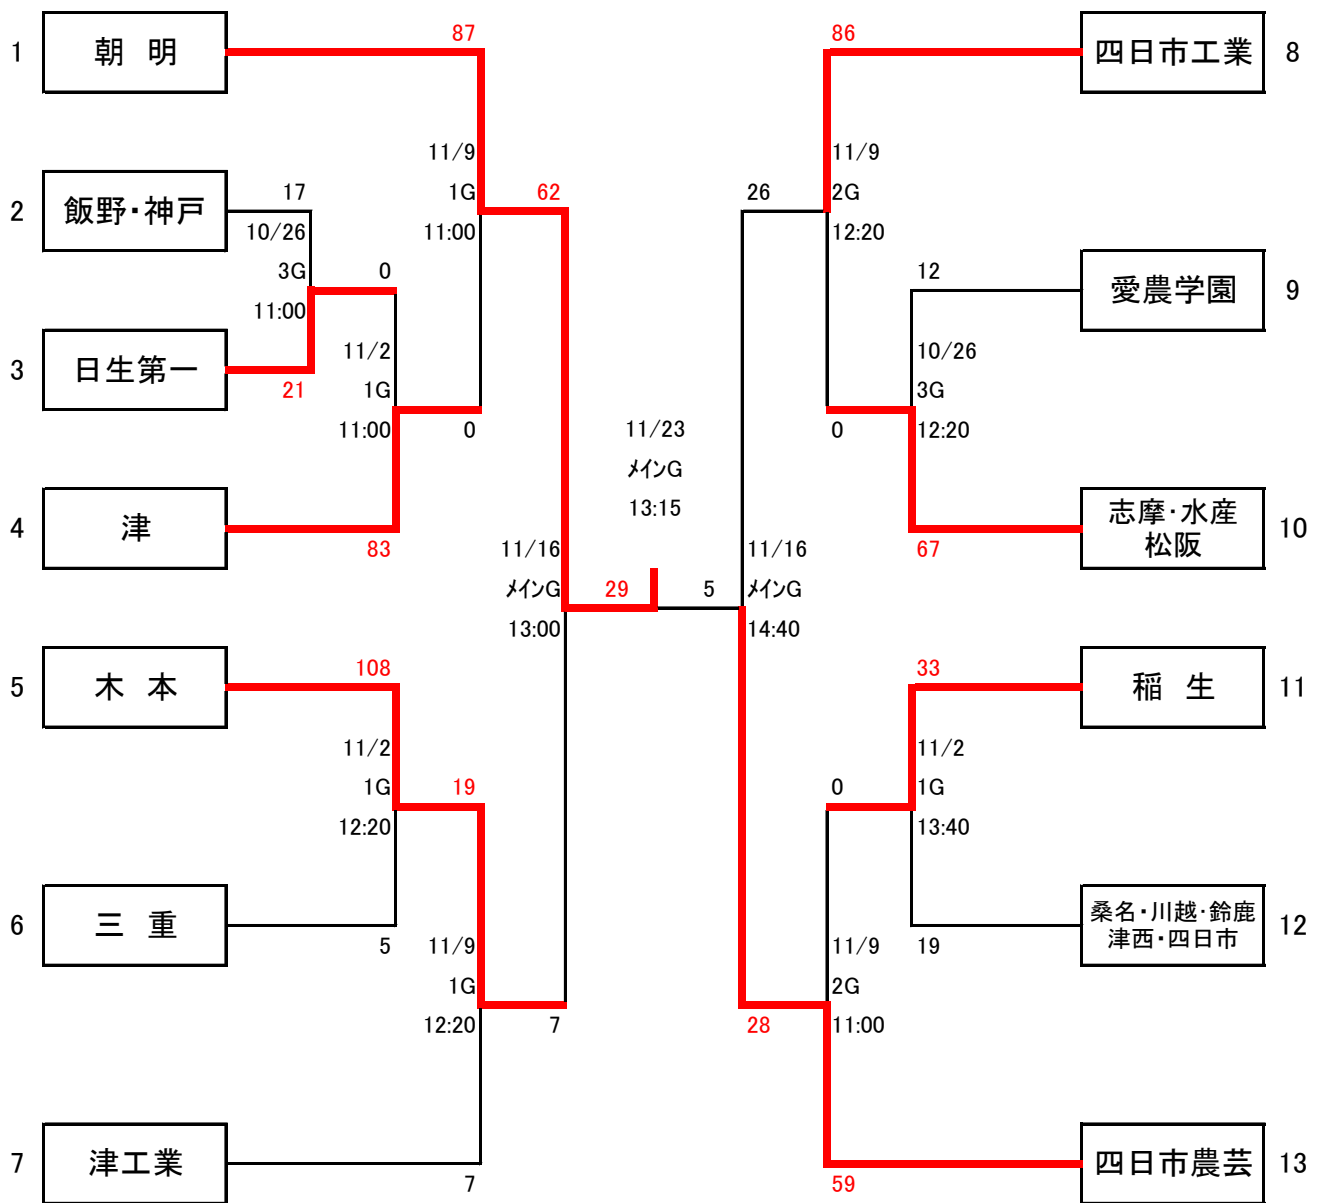 87
86
1
朝 明
四日市工業
8
11/9
11/9
2
飯野・神戸
17
1G
62
26
2G
10/26
11:00
12:20
3G
0
12
愛農学園
9
11:00
3
日生第一
11/2
10/26
21
1G
3G
11:00
0
11/23
0
12:20
メインG
4
津
13:15
志摩・水産
松阪
10
83
11/16
11/16
67
メインG
29
5
メインG
13:00
14:40
108
33
5
木 本
稲 生
11
11/2
11/2
1G
19
0
1G
12:20
13:40
6
三 重
桑名・川越・鈴鹿
津西・四日市
12
5
11/9
11/9
19
1G
2G
12:20
7
28
11:00
7
津工業
四日市農芸
13
7
59